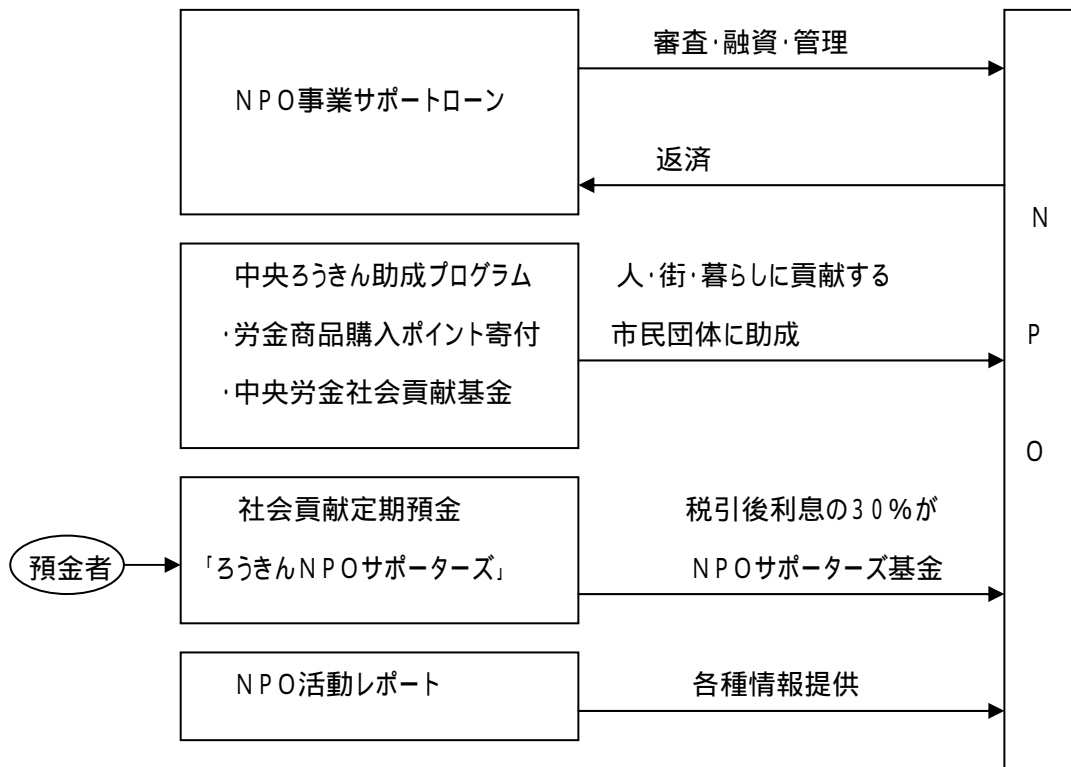 審査・融資・管理
NPO事業サポートローン
返済
中央ろうきん助成プログラム
・労金商品購入ポイント寄付
・中央労金社会貢献基金
人・街・暮らしに貢献する
市民団体に助成
預金者
社会貢献定期預金
「ろうきんNPOサポーターズ」
税引後利息の30%が
NPOサポーターズ基金
NPO活動レポート
各種情報提供
N
P
O